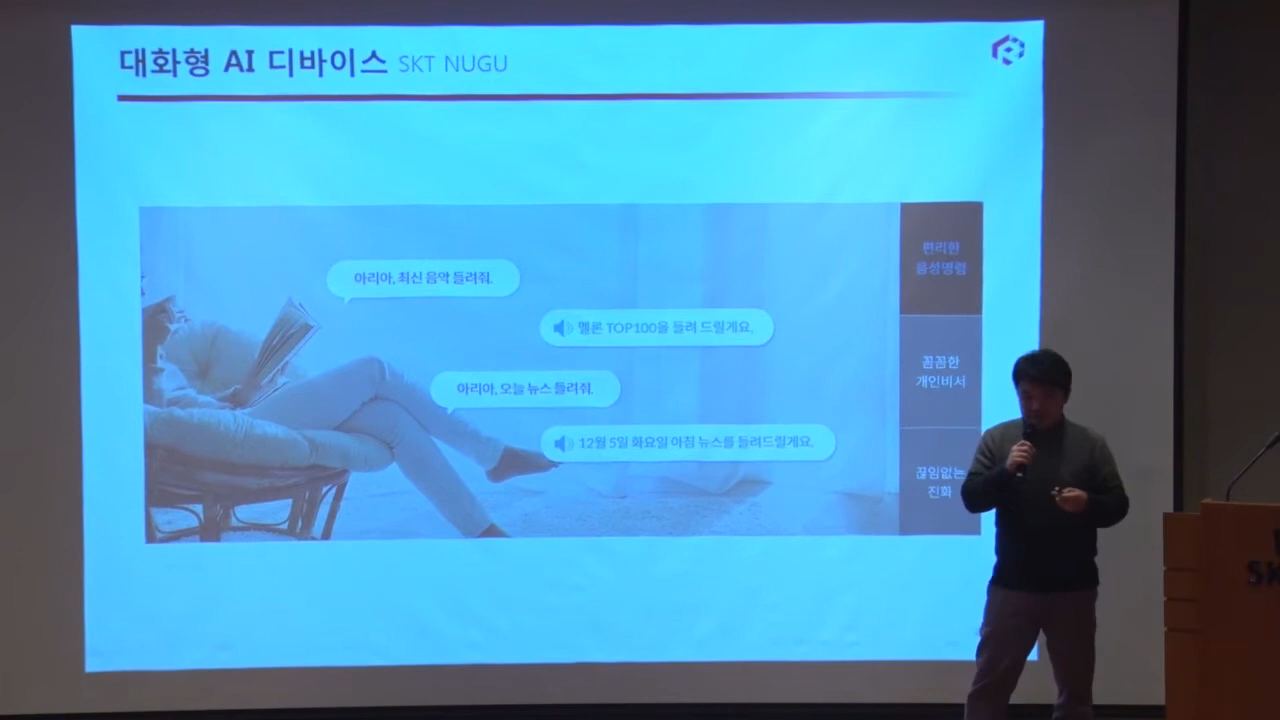 대화형 AI 디바이스 SKT NUGU
아리아, 최신 음악 들려줘.
멜론 TOP100을 들려 드릴게요.
아리아, 오늘 뉴스 들려줘.
12월 5일 화요일 아침 뉴스를 들려드릴게요.
편리한
음성명령
꼼꼼한
개인비서
끊임없는
진화
SK